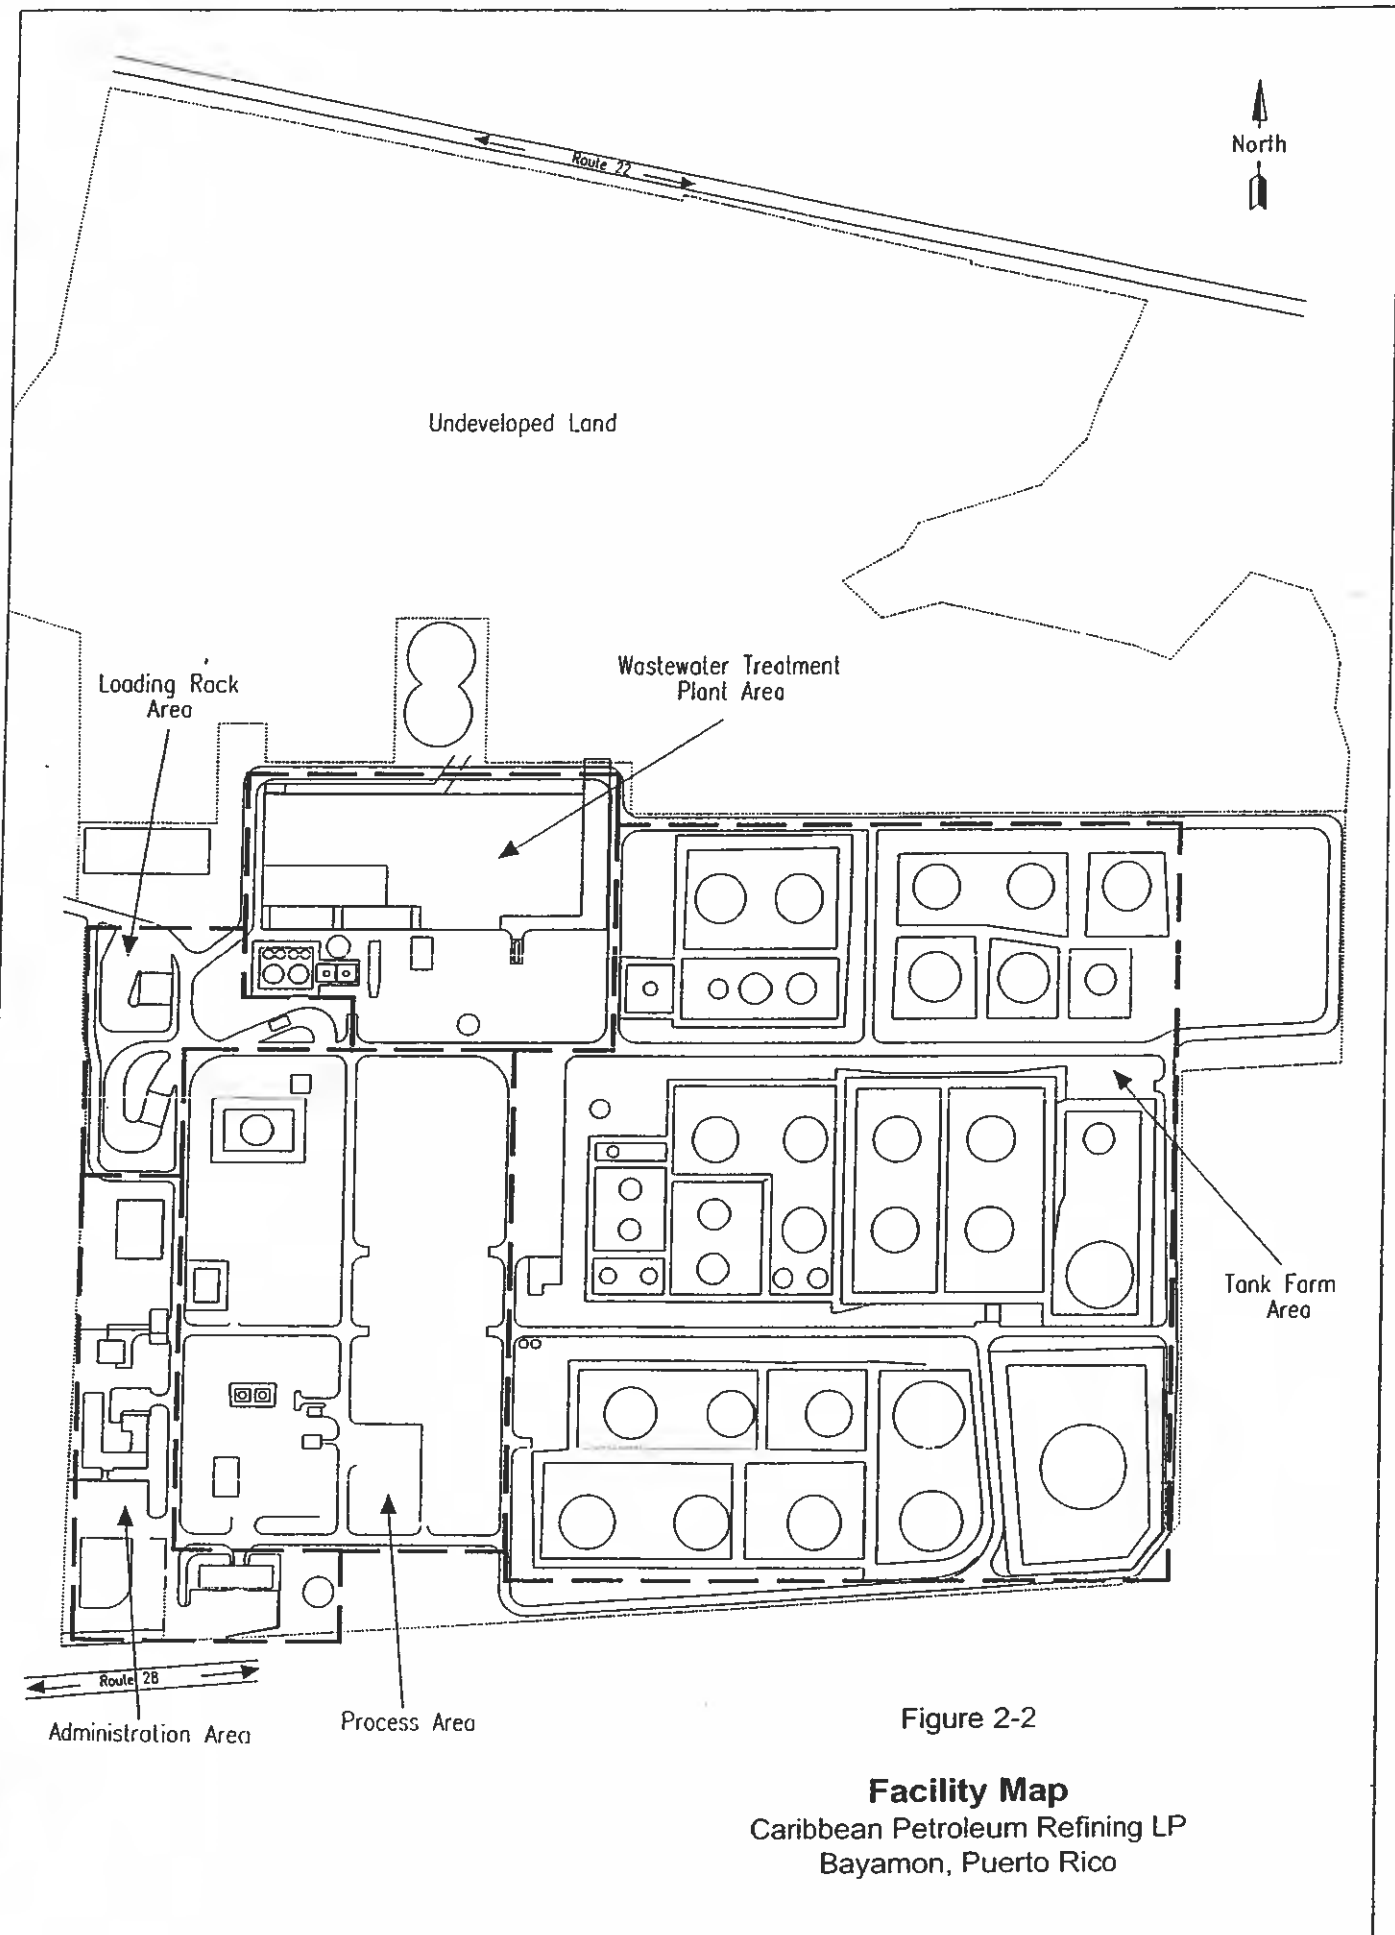 North
Route 22
Undeveloped Land
Wastewater Treatment
Plant Area
Loading Rack
Area
Tank Farm
Area
Route 28
Administration Area
Process Area
Figure 2-2
Facility Map
Caribbean Petroleum Refining LP
Bayamon, Puerto Rico